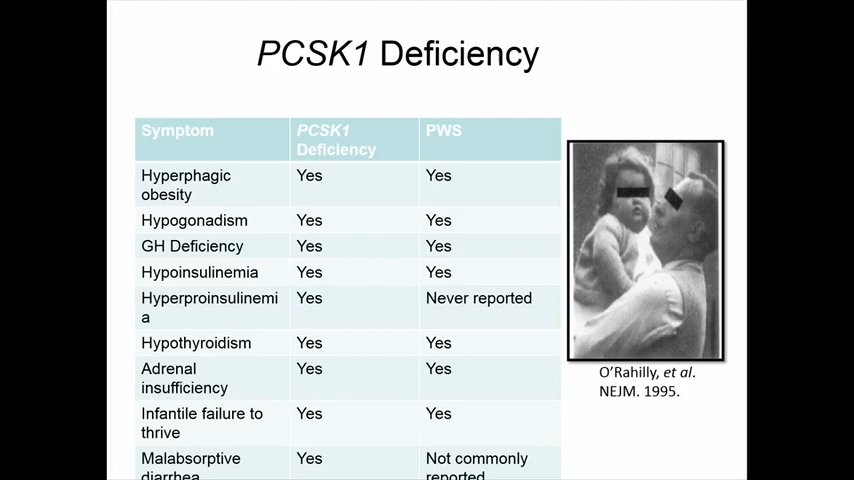 PCSK1 Deficiency
Symptom PCSK1 PWS
Deficiency
Hyperphagic Yes Yes
obesity
Hypogonadism Yes Yes
GH Deficiency Yes Yes
Hypoinsulinemia Yes Yes
Hyperproinsulinemi Yes Never reported
a
Hypothyroidism Yes Yes
Adrenal Yes Yes
insufficiency
Infantile failure to Yes Yes
thrive
Malabsorptive Yes Not commonly
diarrhea reported
O'Rahilly, et al.
NEJM. 1995.